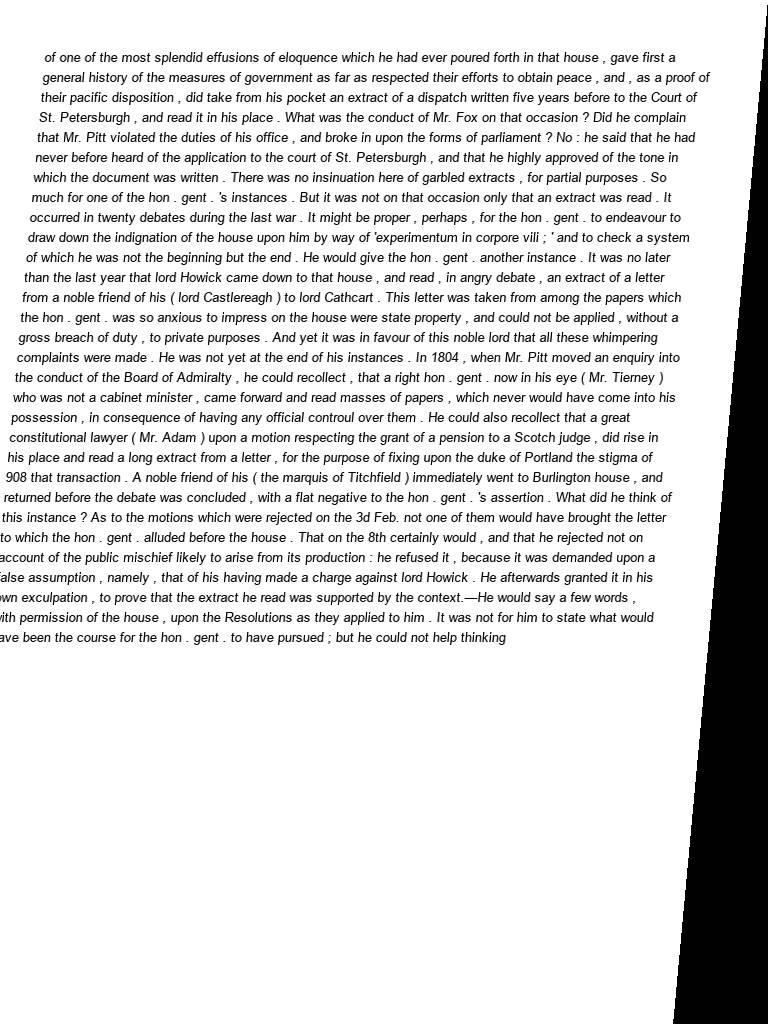 of one of the most splendid effusions of eloquence which he had ever poured forth in that house , gave first a
general history of the measures of government as far as respected their efforts to obtain peace , and , as a proof of
their pacific disposition , did take from his pocket an extract of a dispatch written five years before to the Court of
St. Petersburgh , and read it in his place . What was the conduct of Mr. Fox on that occasion ? Did he complain
that Mr. Pitt violated the duties of his office , and broke in upon the forms of parliament ? No : he said that he had
never before heard of the application to the court of St. Petersburgh , and that he highly approved of the tone in
which the document was written . There was no insinuation here of garbled extracts , for partial purposes . So
much for one of the hon . gent . 's instances . But it was not on that occasion only that an extract was read . It
occurred in twenty debates during the last war . It might be proper , perhaps , for the hon . gent . to endeavour to
draw down the indignation of the house upon him by way of 'experimentum in corpore vili ; ' and to check a system
of which he was not the beginning but the end . He would give the hon . gent . another instance . It was no later
than the last year that lord Howick came down to that house , and read , in angry debate , an extract of a letter
from a noble friend of his ( lord Castlereagh ) to lord Cathcart . This letter was taken from among the papers which
the hon . gent . was so anxious to impress on the house were state property , and could not be applied , without a
gross breach of duty , to private purposes . And yet it was in favour of this noble lord that all these whimpering
complaints were made . He was not yet at the end of his instances . In 1804 , when Mr. Pitt moved an enquiry into
the conduct of the Board of Admiralty , he could recollect , that a right hon . gent . now in his eye ( Mr. Tierney )
who was not a cabinet minister , came forward and read masses of papers , which never would have come into his
possession , in consequence of having any official controul over them . He could also recollect that a great
constitutional lawyer ( Mr. Adam ) upon a motion respecting the grant of a pension to a Scotch judge , did rise in
his place and read a long extract from a letter , for the purpose of fixing upon the duke of Portland the stigma of
908 that transaction . A noble friend of his ( the marquis of Titchfield ) immediately went to Burlington house , and
returned before the debate was concluded , with a flat negative to the hon . gent . 's assertion . What did he think of
this instance ? As to the motions which were rejected on the 3d Feb. not one of them would have brought the letter
to which the hon . gent . alluded before the house . That on the 8th certainly would , and that he rejected not on
account of the public mischief likely to arise from its production : he refused it , because it was demanded upon a
assumption , namely , that of his having made a charge against lord Howick . He afterwards granted it in his
exculpation , to prove that the extract he read was supported by the context.—He would say a few words ,
permission of the house , upon the Resolutions as they applied to him . It was not for him to state what would
been the course for the hon . gent . to have pursued ; but he could not help thinking